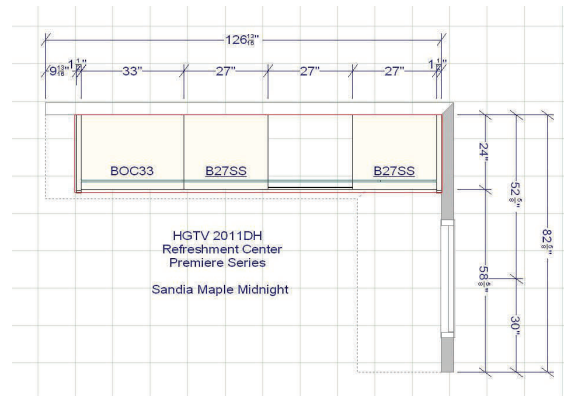 126 13/16"
9 13/16"
1 1/2"
33"
27"
27"
27"
1 1/2"
BOC33
B27SS
B27SS
24"
52 5/8"
82 5/8"
58 5/8"
30"
HGTV 2011DH
Refreshment Center
Premiere Series
Sandia Maple Midnight